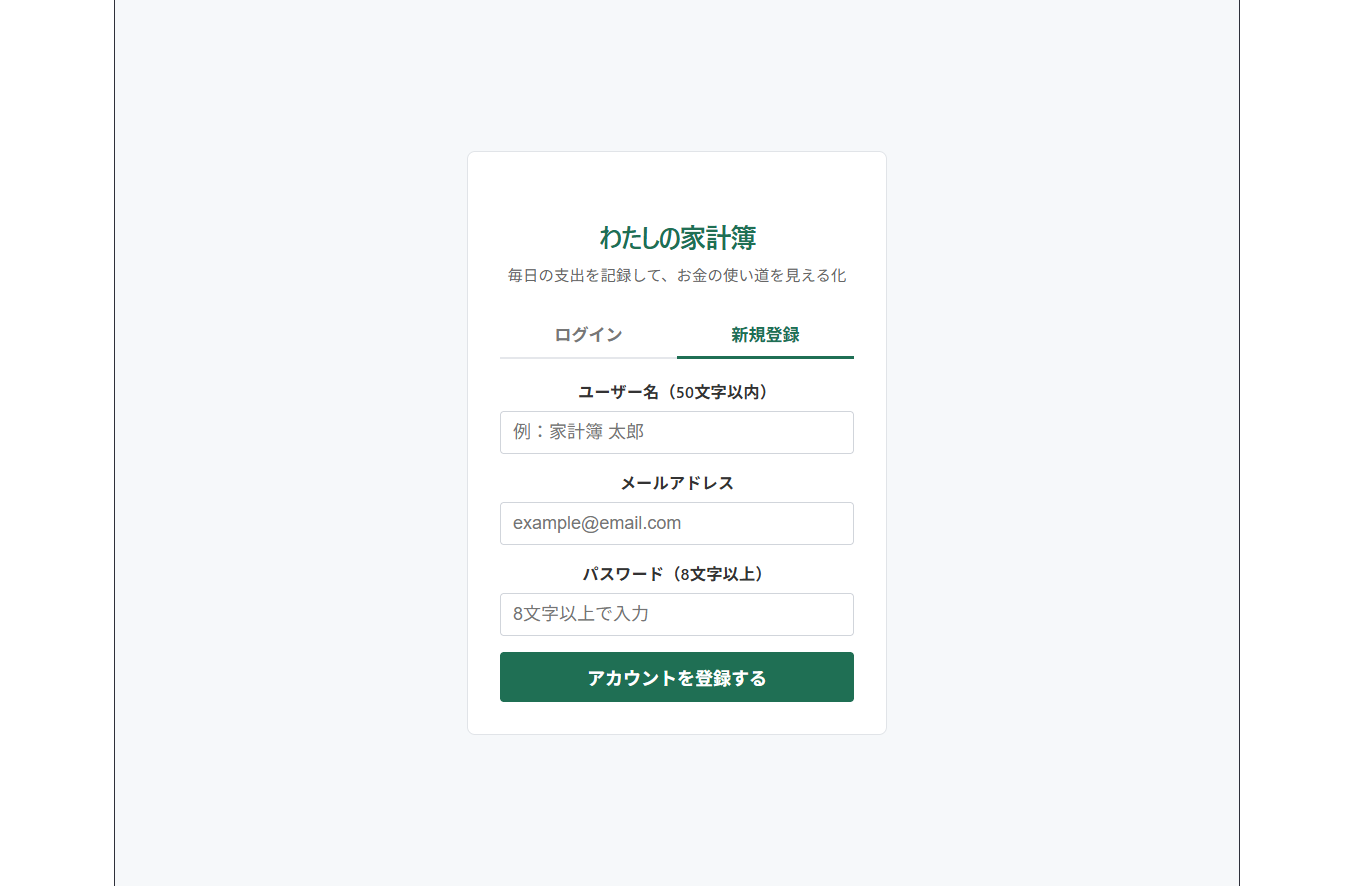 わたしの家計簿
毎日の支出を記録して、お金の使い道を見える化
ログイン 新規登録
ユーザー名（50文字以内）
例：家計簿 太郎
メールアドレス
example@email.com
パスワード（8文字以上）
8文字以上で入力
アカウントを登録する